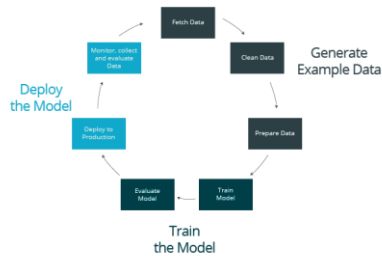 Fetch Data
Clean Data
Generate
Example Data
Prepare Data
Train
Model
Train
the Model
Evaluate
Model
Deploy to
Production
Deploy
the Model
Monitor, collect
and evaluate
Data